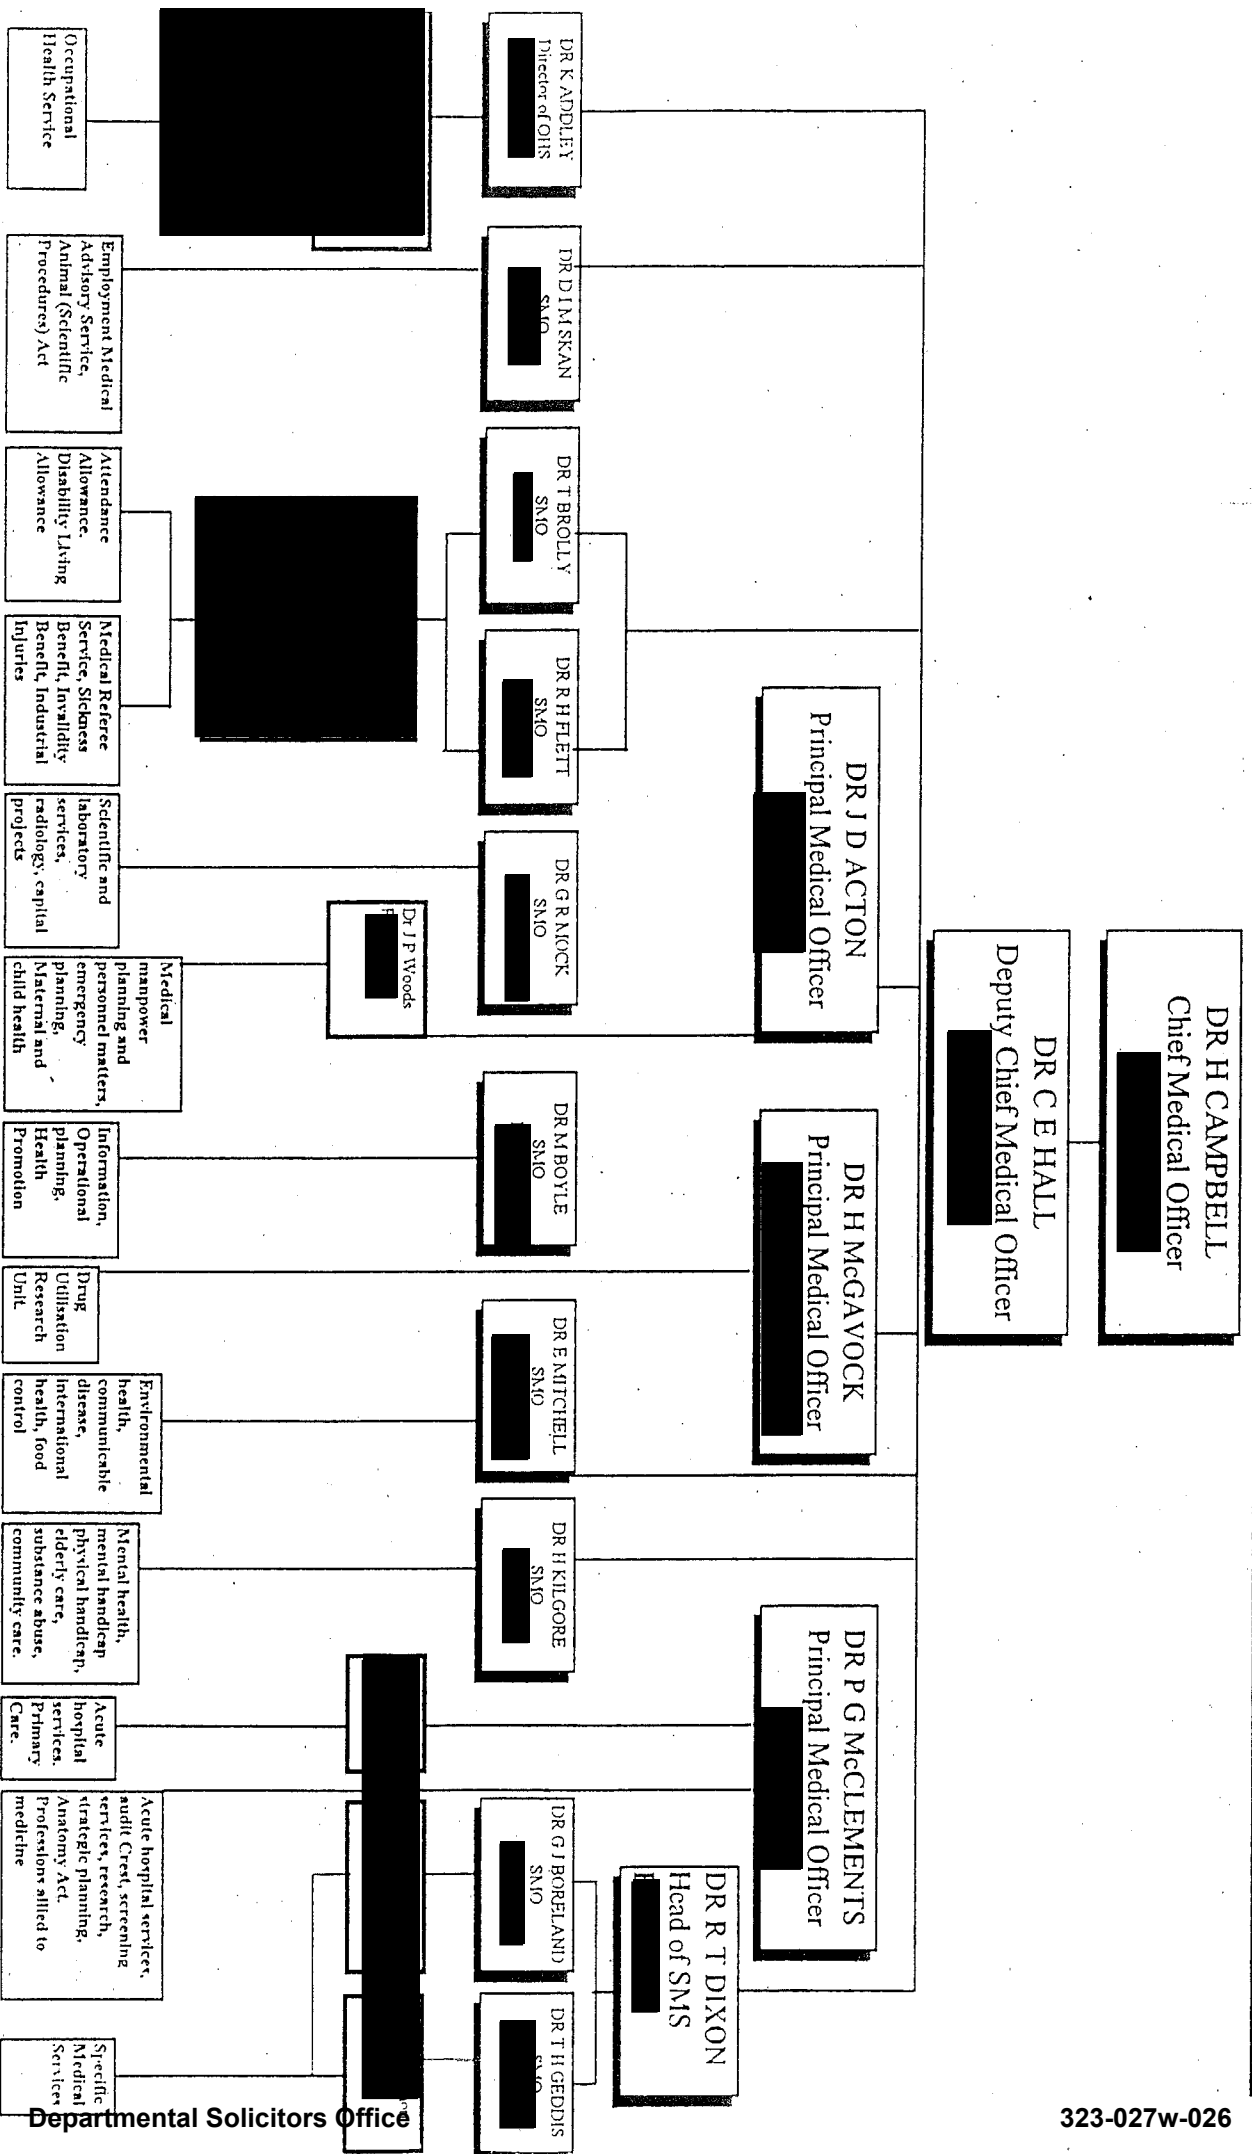 DR H CAMPBELL
Chief Medical Officer
DR C E HALL
Deputy Chief Medical Officer
DR J D ACTON
Principal Medical Officer
DR H McGAVOCK
Principal Medical Officer
DR P G McCLEMENTS
Principal Medical Officer
DR R T DIXON
Head of SMS
DR K ADDLEY
Director of OHS
DR D I M SKAN
SMO
DR T BROLLY
SMO
DR R H FLETT
SMO
DR G R MOCK
SMO
DR M BOYLE
SMO
DR E MITCHELL
SMO
DR H KILGORE
SMO
DR G J BORELAND
SMO
DR T H GEDDIS
SMO
Dr J P Woods
Occupational
Health Service
Employment Medical
Advisory Service,
Animal (Scientific
Procedures) Act
Attendance
Allowance,
Disability Living
Allowance
Medical Referee
Service, Sickness
Benefit, Invalidity
Benefit, Industrial
Injuries
Scientific and
laboratory
services,
radiology, capital
projects
Medical
manpower
planning and
personnel matters,
emergency
planning,
Maternal and
child health
Information,
Operational
planning,
Health
Promotion
Drug
Utilisation
Research
Unit
Environmental
health,
communicable
disease,
international
health, food
control
Mental health,
mental handicap
physical handicap,
elderly care,
substance abuse,
community care.
Acute
hospital
services.
Primary
Care.
Acute hospital services,
audit Crest, screening
services, research,
strategic planning,
Anatomy Act.
Professions allied to
medicine
Specific
Medical
Services
Departmental Solicitors Office
323-027w-026